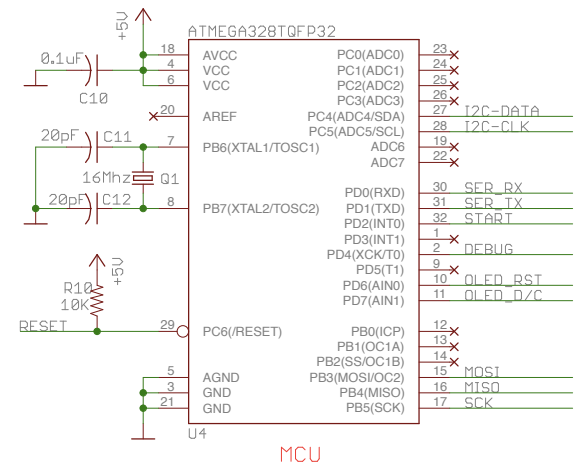 +5V
ATMEGA328TQFP32
18 AVCC PC0(ADC0) 23
0.1uF 4 VCC PC1(ADC1) 24
6 VCC PC2(ADC2) 25
C10 PC3(ADC3) 26
20 AREF PC4(ADC4/SDA) 27 I2C-DATA
PC5(ADC5/SCL) 28 I2C-CLK
20pF C11 7 PB6(XTAL1/TOSC1) ADC6 19
ADC7 22
16Mhz Q1
PD0(RXD) 30 SER_RX
20pF C12 8 PB7(XTAL2/TOSC2) PD1(TXD) 31 SER_TX
PD2(INT0) 32 START
PD3(INT1) 1
+5V PD4(XCK/T0) 2 DEBUG
PD5(T1) 9
R10 PD6(AIN0) 10 OLED_RST
10K PD7(AIN1) 11 OLED_D/C
RESET 29 PC6(/RESET) PB0(ICP) 12
PB1(OC1A) 13
PB2(SS/OC1B) 14
5 AGND PB3(MOSI/OC2) 15 MOSI
3 GND PB4(MISO) 16 MISO
21 GND PB5(SCK) 17 SCK
U4
MCU